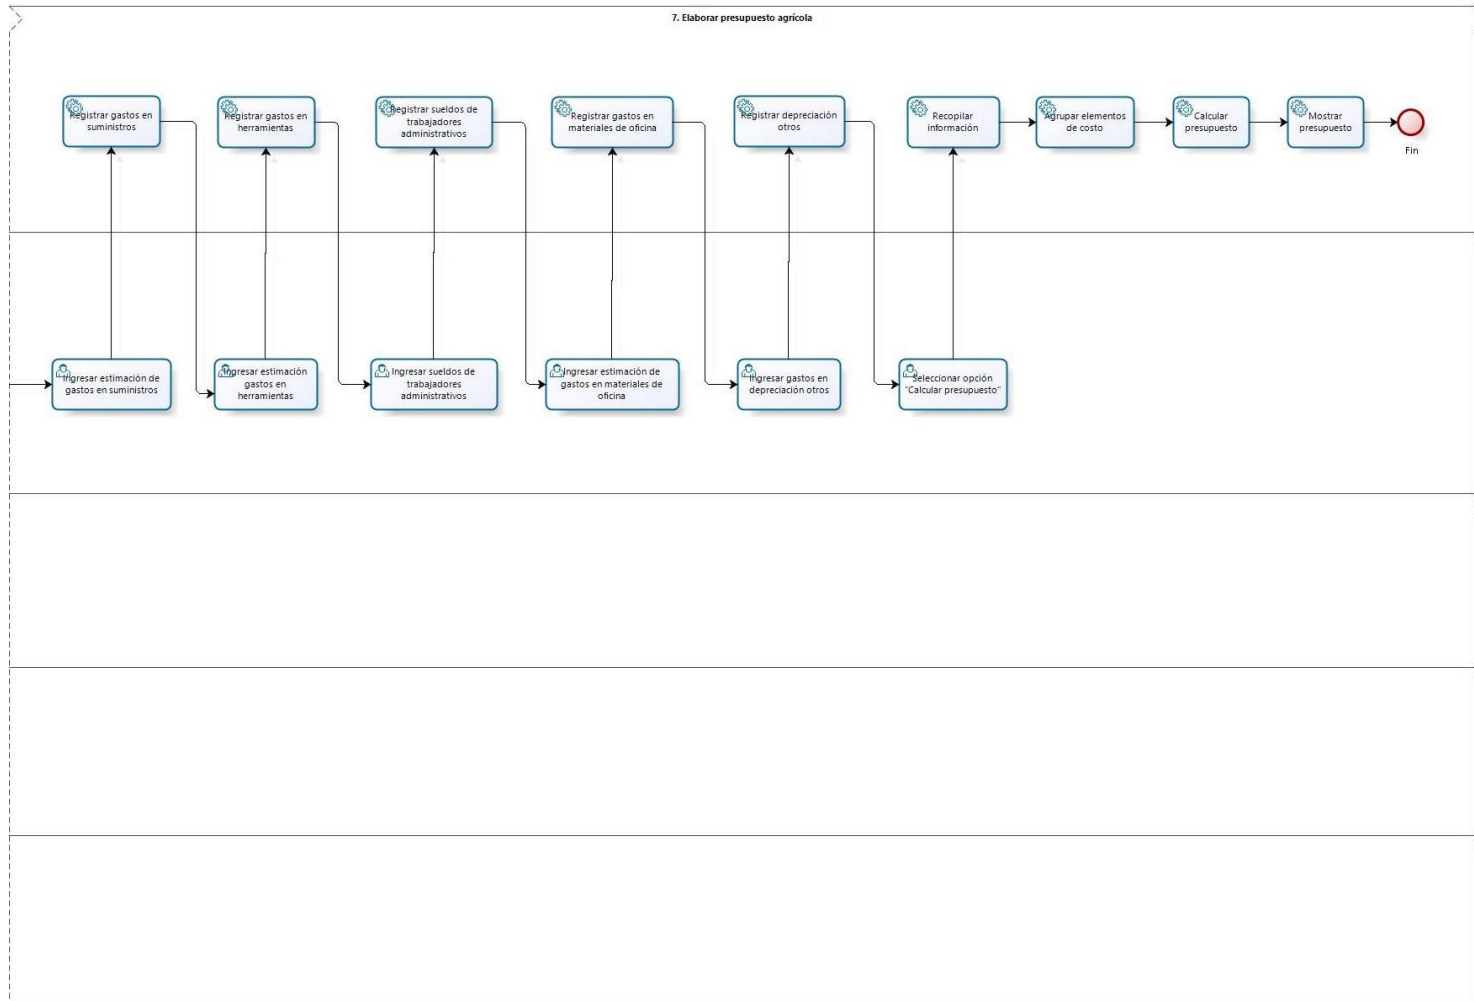 7. Elaborar presupuesto agrícola
Registrar gastos en
suministros
Registrar gastos en
herramientas
Registrar sueldos de
trabajadores
administrativos
Registrar gastos en
materiales de oficina
Registrar depreciación
otros
Recopilar
información
Agrupar elementos
de costo
Calcular
presupuesto
Mostrar
presupuesto
Fin
Ingresar estimación de
gastos en suministros
Ingresar estimación
gastos en
herramientas
Ingresar sueldos de
trabajadores
administrativos
Ingresar estimación de
gastos en materiales de
oficina
Ingresar gastos en
depreciación otros
Seleccionar opción
"Calcular presupuesto"